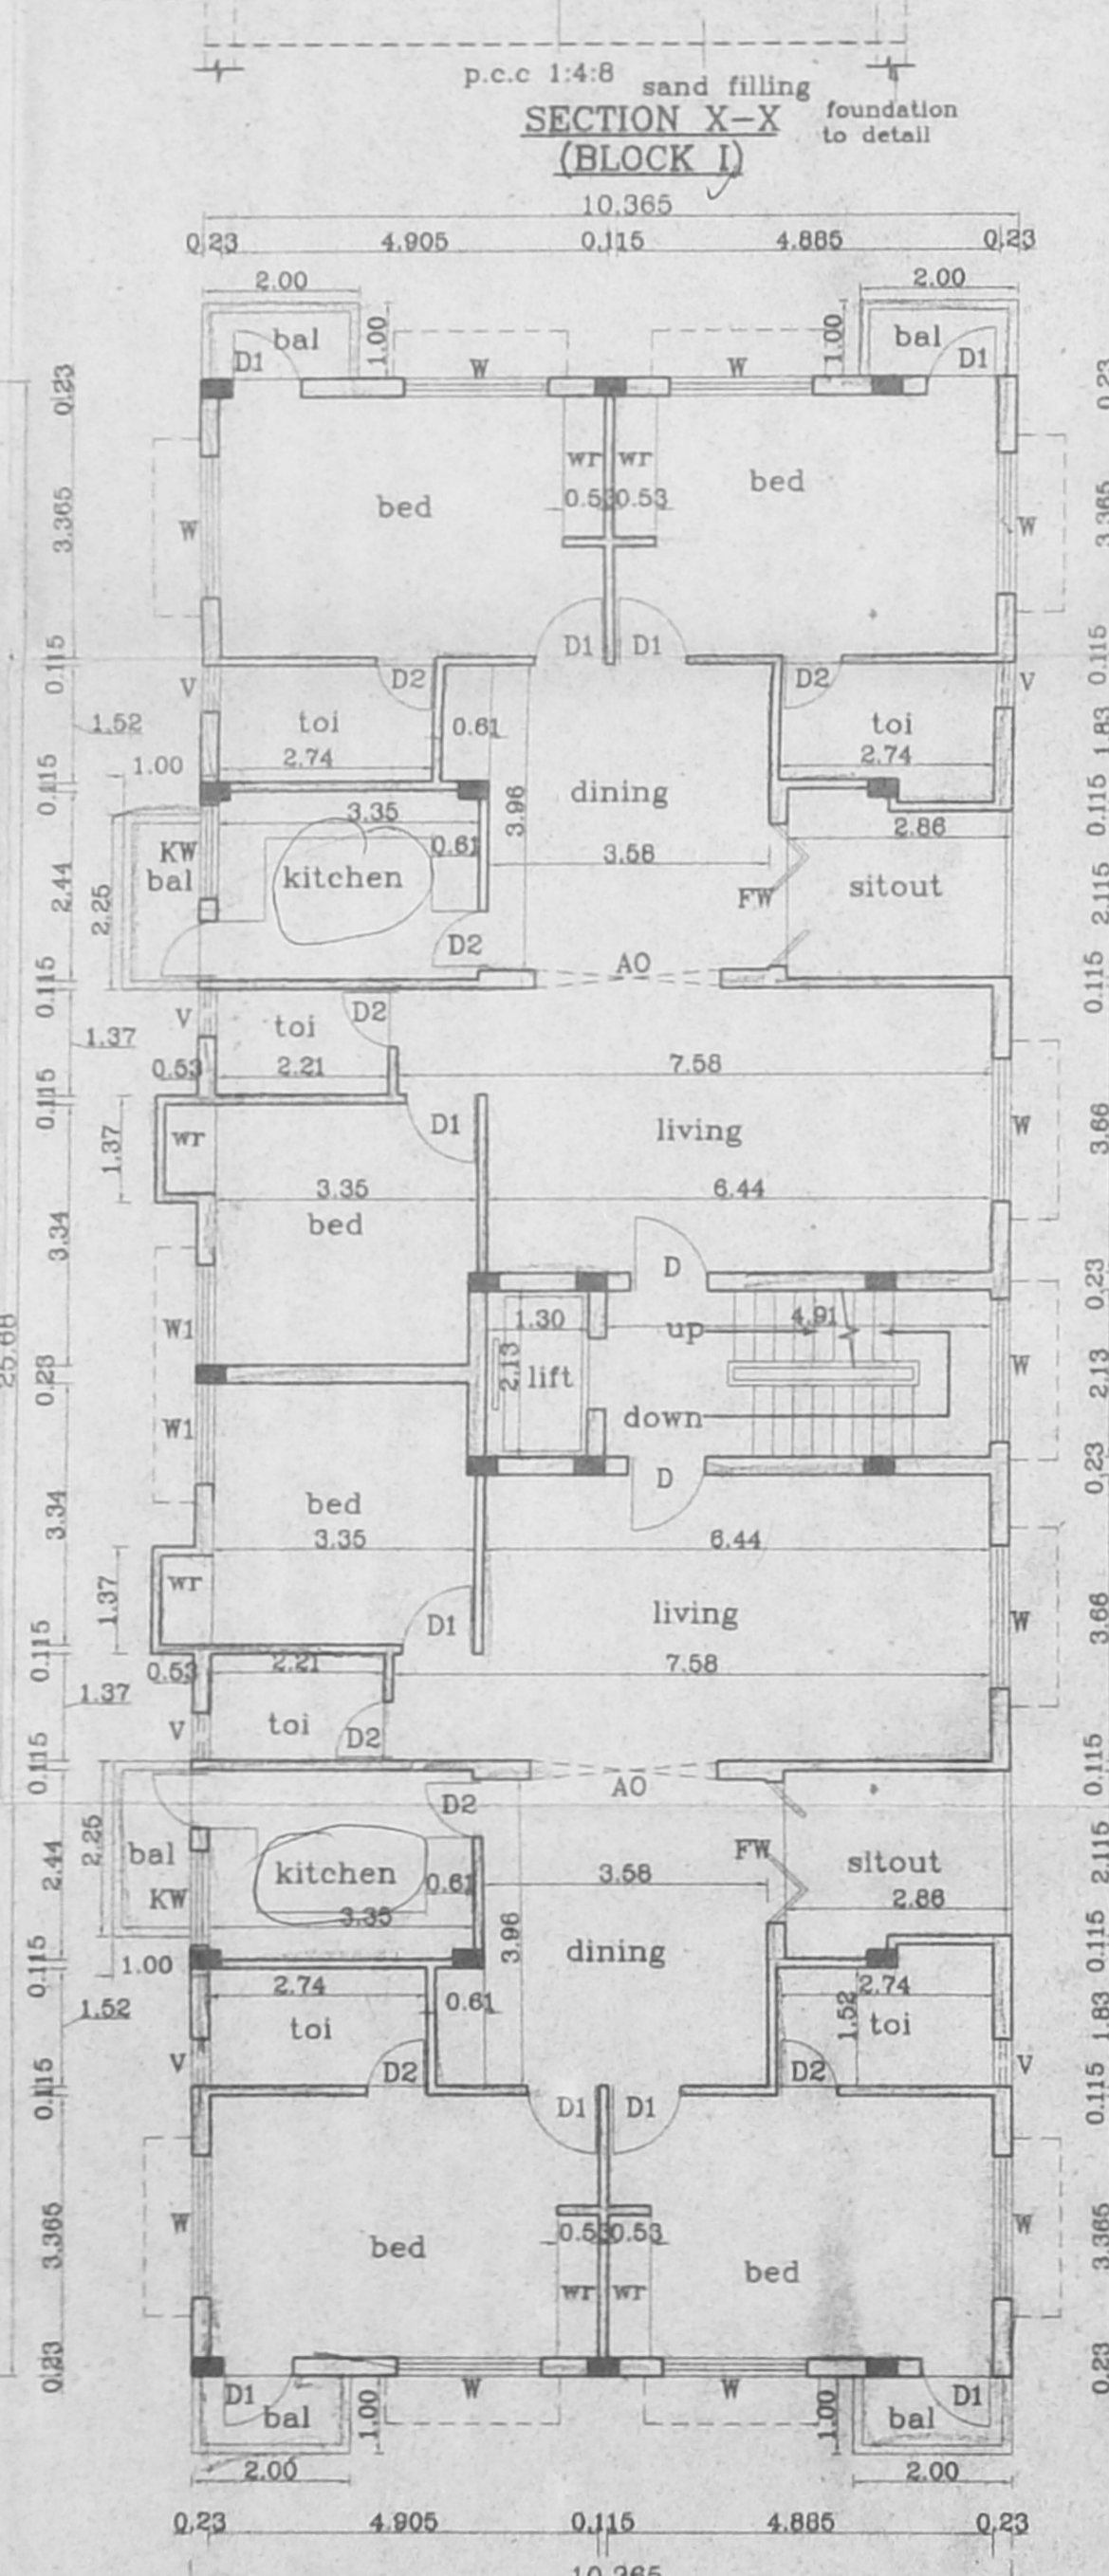 p.c.c 1:4:8 sand filling
foundation
to detail
SECTION X-X
(BLOCK I)
10.365
0.23 4.905 0.115 4.885 0.23
2.00 2.00
bal 1.00 1.00 bal
D1 W W D1
0.23 0.23
wr wr
bed 0.53 0.53 bed
3.365 W W 3.365
D1 D1
0.115 0.115
V D2 D2 V
1.52 toi 0.61 toi 1.83
1.00 2.74 2.74
0.115 3.35 3.96 dining 0.115
2.86
KW 0.61 3.58
bal kitchen FW sitout
2.44 2.25 2.115
D2 AO
0.115 0.115
V toi D2
1.37 0.53 2.21 7.58
0.115 D1
wr living 3.66
1.37 W
3.35 6.44
bed
3.34 D
0.23
W1 1.30 up 4.91
25.68 2.13 lift W 2.13
0.23
W1 down
D 0.23
bed
3.34 3.35 6.44
wr
1.37 living W 3.66
D1
0.115 0.53 2.21 7.58
1.37
V toi D2
0.115 AO 0.115
D2
2.25 bal FW sitout 2.115
2.44 kitchen 0.61 3.58
KW 3.35 2.86
3.96 dining
0.115 1.00 0.115
2.74 0.61 2.74
1.52 toi 1.52 toi 1.83
V D2 D2 V
0.115 D1 D1 0.115
W W
3.365 bed 0.53 0.53 bed 3.365
wr wr
0.23 0.23
D1 W W D1
bal 1.00 1.00 bal
2.00 2.00
0.23 4.905 0.115 4.885 0.23
10.365